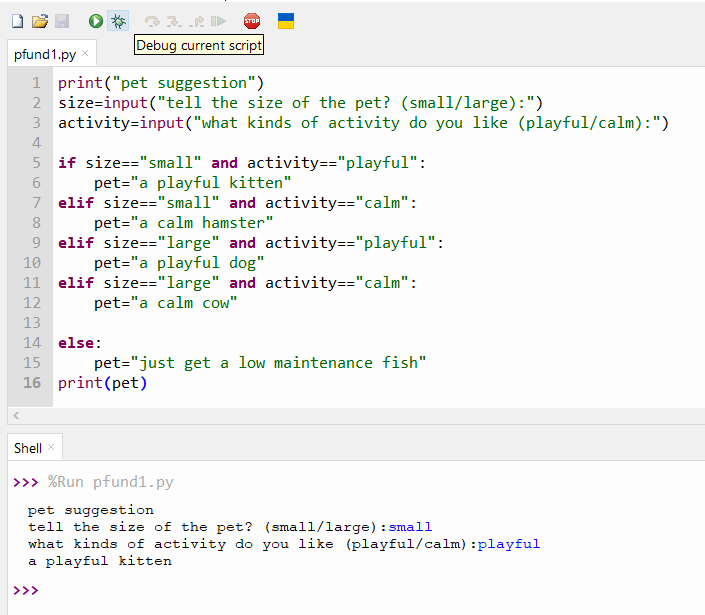 STOP
Debug current script
pfund1.py ×
1 print("pet suggestion")
2 size=input("tell the size of the pet? (small/large):")
3 activity=input("what kinds of activity do you like (playful/calm):")
4
5 if size=="small" and activity=="playful":
6     pet="a playful kitten"
7 elif size=="small" and activity=="calm":
8     pet="a calm hamster"
9 elif size=="large" and activity=="playful":
10     pet="a playful dog"
11 elif size=="large" and activity=="calm":
12     pet="a calm cow"
13
14 else:
15     pet="just get a low maintenance fish"
16 print(pet)
<
Shell ×
>>> %Run pfund1.py
pet suggestion
tell the size of the pet? (small/large):small
what kinds of activity do you like (playful/calm):playful
a playful kitten
>>>